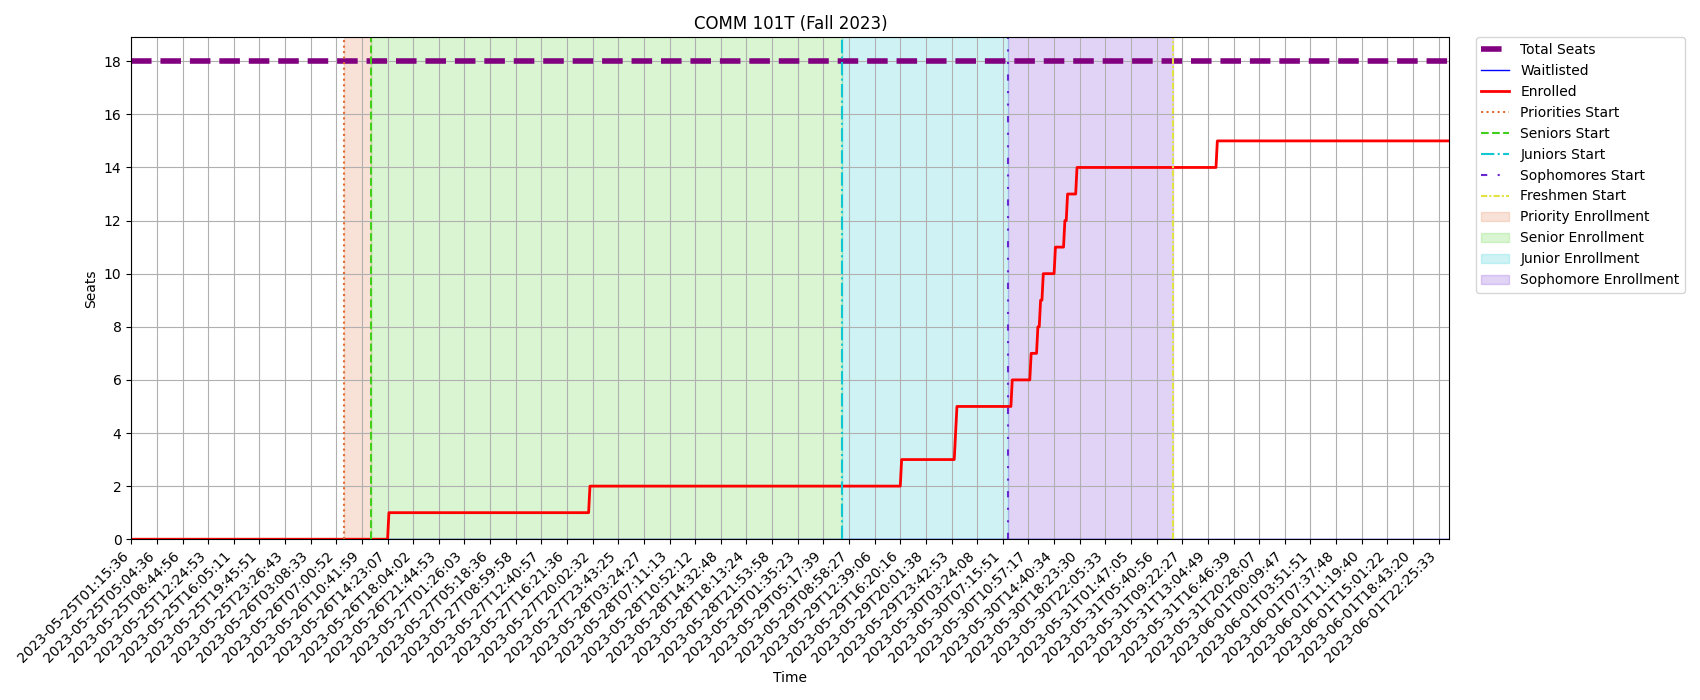 COMM 101T (Fall 2023)
Seats
18
16
14
12
10
8
6
4
2
0
2023-05-25T01:15:36
2023-05-25T05:04:36
2023-05-25T08:44:56
2023-05-25T12:24:53
2023-05-25T16:05:11
2023-05-25T19:45:51
2023-05-25T23:26:43
2023-05-26T03:08:33
2023-05-26T07:00:52
2023-05-26T10:41:59
2023-05-26T14:23:07
2023-05-26T18:04:02
2023-05-26T21:44:53
2023-05-27T01:26:03
2023-05-27T05:18:36
2023-05-27T08:59:58
2023-05-27T12:40:57
2023-05-27T16:21:36
2023-05-27T20:02:32
2023-05-27T23:43:25
2023-05-28T03:24:27
2023-05-28T07:11:13
2023-05-28T10:52:12
2023-05-28T14:32:48
2023-05-28T18:13:24
2023-05-28T21:53:58
2023-05-29T01:35:23
2023-05-29T05:17:39
2023-05-29T08:58:27
2023-05-29T12:39:06
2023-05-29T16:20:16
2023-05-29T20:01:38
2023-05-29T23:42:53
2023-05-30T03:24:08
2023-05-30T07:15:51
2023-05-30T10:57:17
2023-05-30T14:40:34
2023-05-30T18:23:30
2023-05-30T22:05:33
2023-05-31T01:47:05
2023-05-31T05:40:56
2023-05-31T09:22:27
2023-05-31T13:04:49
2023-05-31T16:46:39
2023-05-31T20:28:07
2023-06-01T00:09:47
2023-06-01T03:51:51
2023-06-01T07:37:48
2023-06-01T11:19:40
2023-06-01T15:01:22
2023-06-01T18:43:20
2023-06-01T22:25:33
Time
Total Seats
Waitlisted
Enrolled
Priorities Start
Seniors Start
Juniors Start
Sophomores Start
Freshmen Start
Priority Enrollment
Senior Enrollment
Junior Enrollment
Sophomore Enrollment